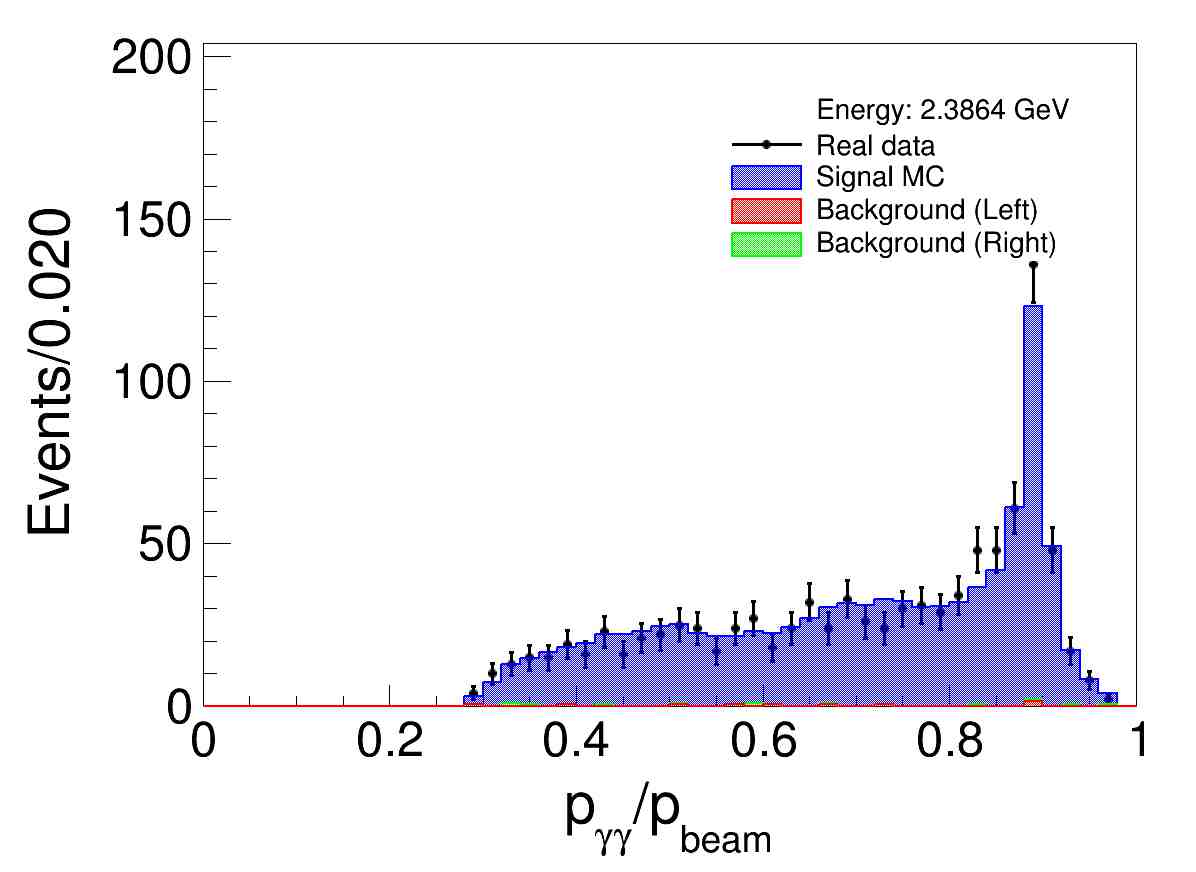 200
150
100
50
0
Events/0.020
Energy: 2.3864 GeV
Real data
Signal MC
Background (Left)
Background (Right)
0 0.2 0.4 0.6 0.8 1
pγγ/pbeam